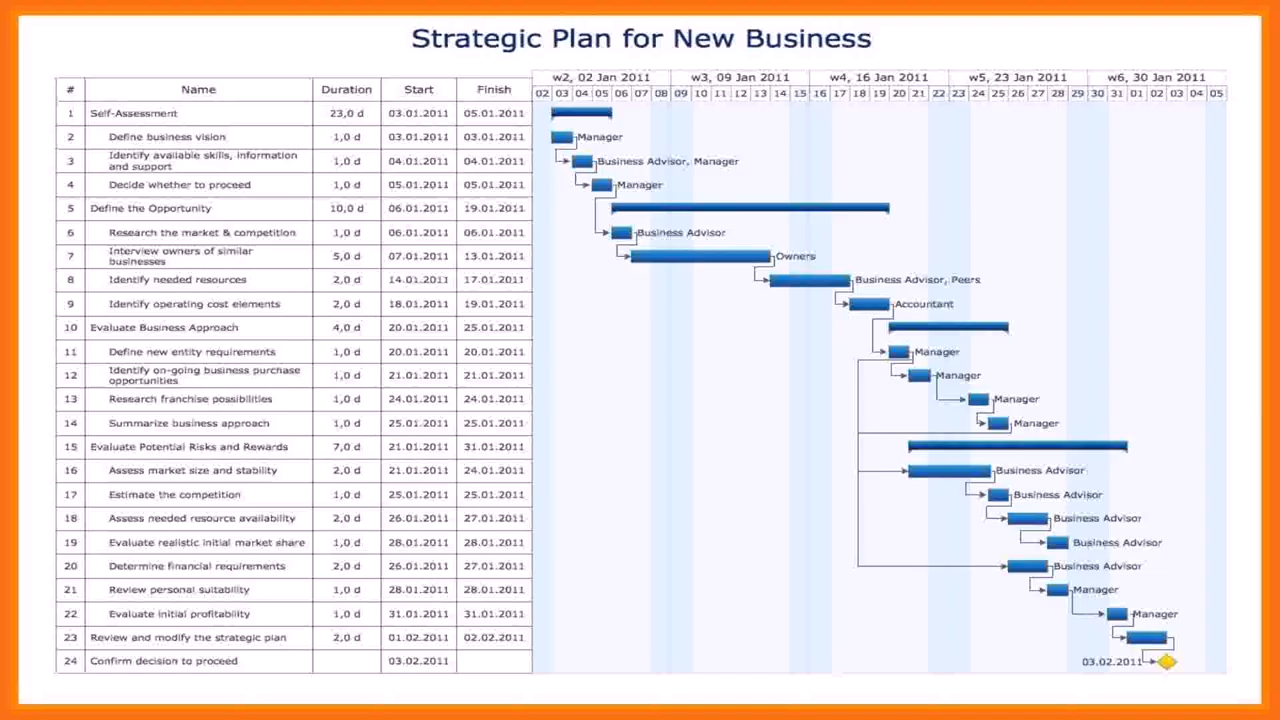 Strategic Plan for New Business
w2, 02 Jan 2011 w3, 09 Jan 2011 w4, 16 Jan 2011 w5, 23 Jan 2011 w6, 30 Jan 2011
# Name Duration Start Finish 02 03 04 05 06 07 08 09 10 11 12 13 14 15 16 17 18 19 20 21 22 23 24 25 26 27 28 29 30 31 01 02 03 04 05
1 Self-Assessment 23,0 d 03.01.2011 05.01.2011
2 Define business vision 1,0 d 03.01.2011 03.01.2011 Manager
3 Identify available skills, information
and support 1,0 d 04.01.2011 04.01.2011 Business Advisor, Manager
4 Decide whether to proceed 1,0 d 05.01.2011 05.01.2011 Manager
5 Define the Opportunity 10,0 d 06.01.2011 19.01.2011
6 Research the market & competition 1,0 d 06.01.2011 06.01.2011 Business Advisor
7 Interview owners of similar
businesses 5,0 d 07.01.2011 13.01.2011 Owners
8 Identify needed resources 2,0 d 14.01.2011 17.01.2011 Business Advisor, Peers
9 Identify operating cost elements 2,0 d 18.01.2011 19.01.2011 Accountant
10 Evaluate Business Approach 4,0 d 20.01.2011 25.01.2011
11 Define new entity requirements 1,0 d 20.01.2011 20.01.2011 Manager
12 Identify on-going business purchase
opportunities 1,0 d 21.01.2011 21.01.2011 Manager
13 Research franchise possibilities 1,0 d 24.01.2011 24.01.2011 Manager
14 Summarize business approach 1,0 d 25.01.2011 25.01.2011 Manager
15 Evaluate Potential Risks and Rewards 7,0 d 21.01.2011 31.01.2011
16 Assess market size and stability 2,0 d 21.01.2011 24.01.2011 Business Advisor
17 Estimate the competition 1,0 d 25.01.2011 25.01.2011 Business Advisor
18 Assess needed resource availability 2,0 d 26.01.2011 27.01.2011 Business Advisor
19 Evaluate realistic initial market share 1,0 d 28.01.2011 28.01.2011 Business Advisor
20 Determine financial requirements 2,0 d 26.01.2011 27.01.2011 Business Advisor
21 Review personal suitability 1,0 d 28.01.2011 28.01.2011 Manager
22 Evaluate initial profitability 1,0 d 31.01.2011 31.01.2011 Manager
23 Review and modify the strategic plan 2,0 d 01.02.2011 02.02.2011
24 Confirm decision to proceed 03.02.2011 03.02.2011